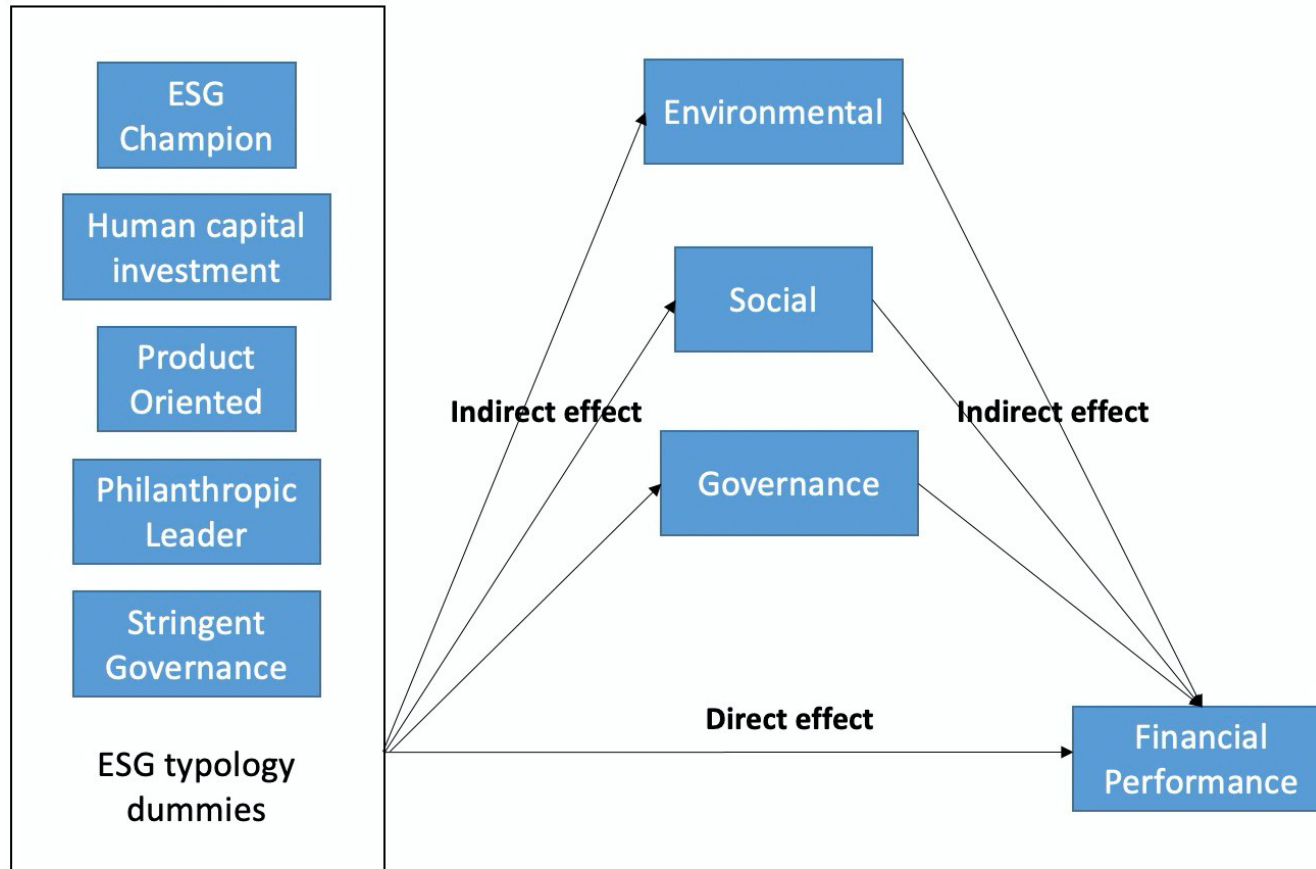 ESG
Champion
Human capital
investment
Product
Oriented
Philanthropic
Leader
Stringent
Governance
ESG typology
dummies
Environmental
Social
Indirect effect
Indirect effect
Governance
Direct effect
Financial
Performance